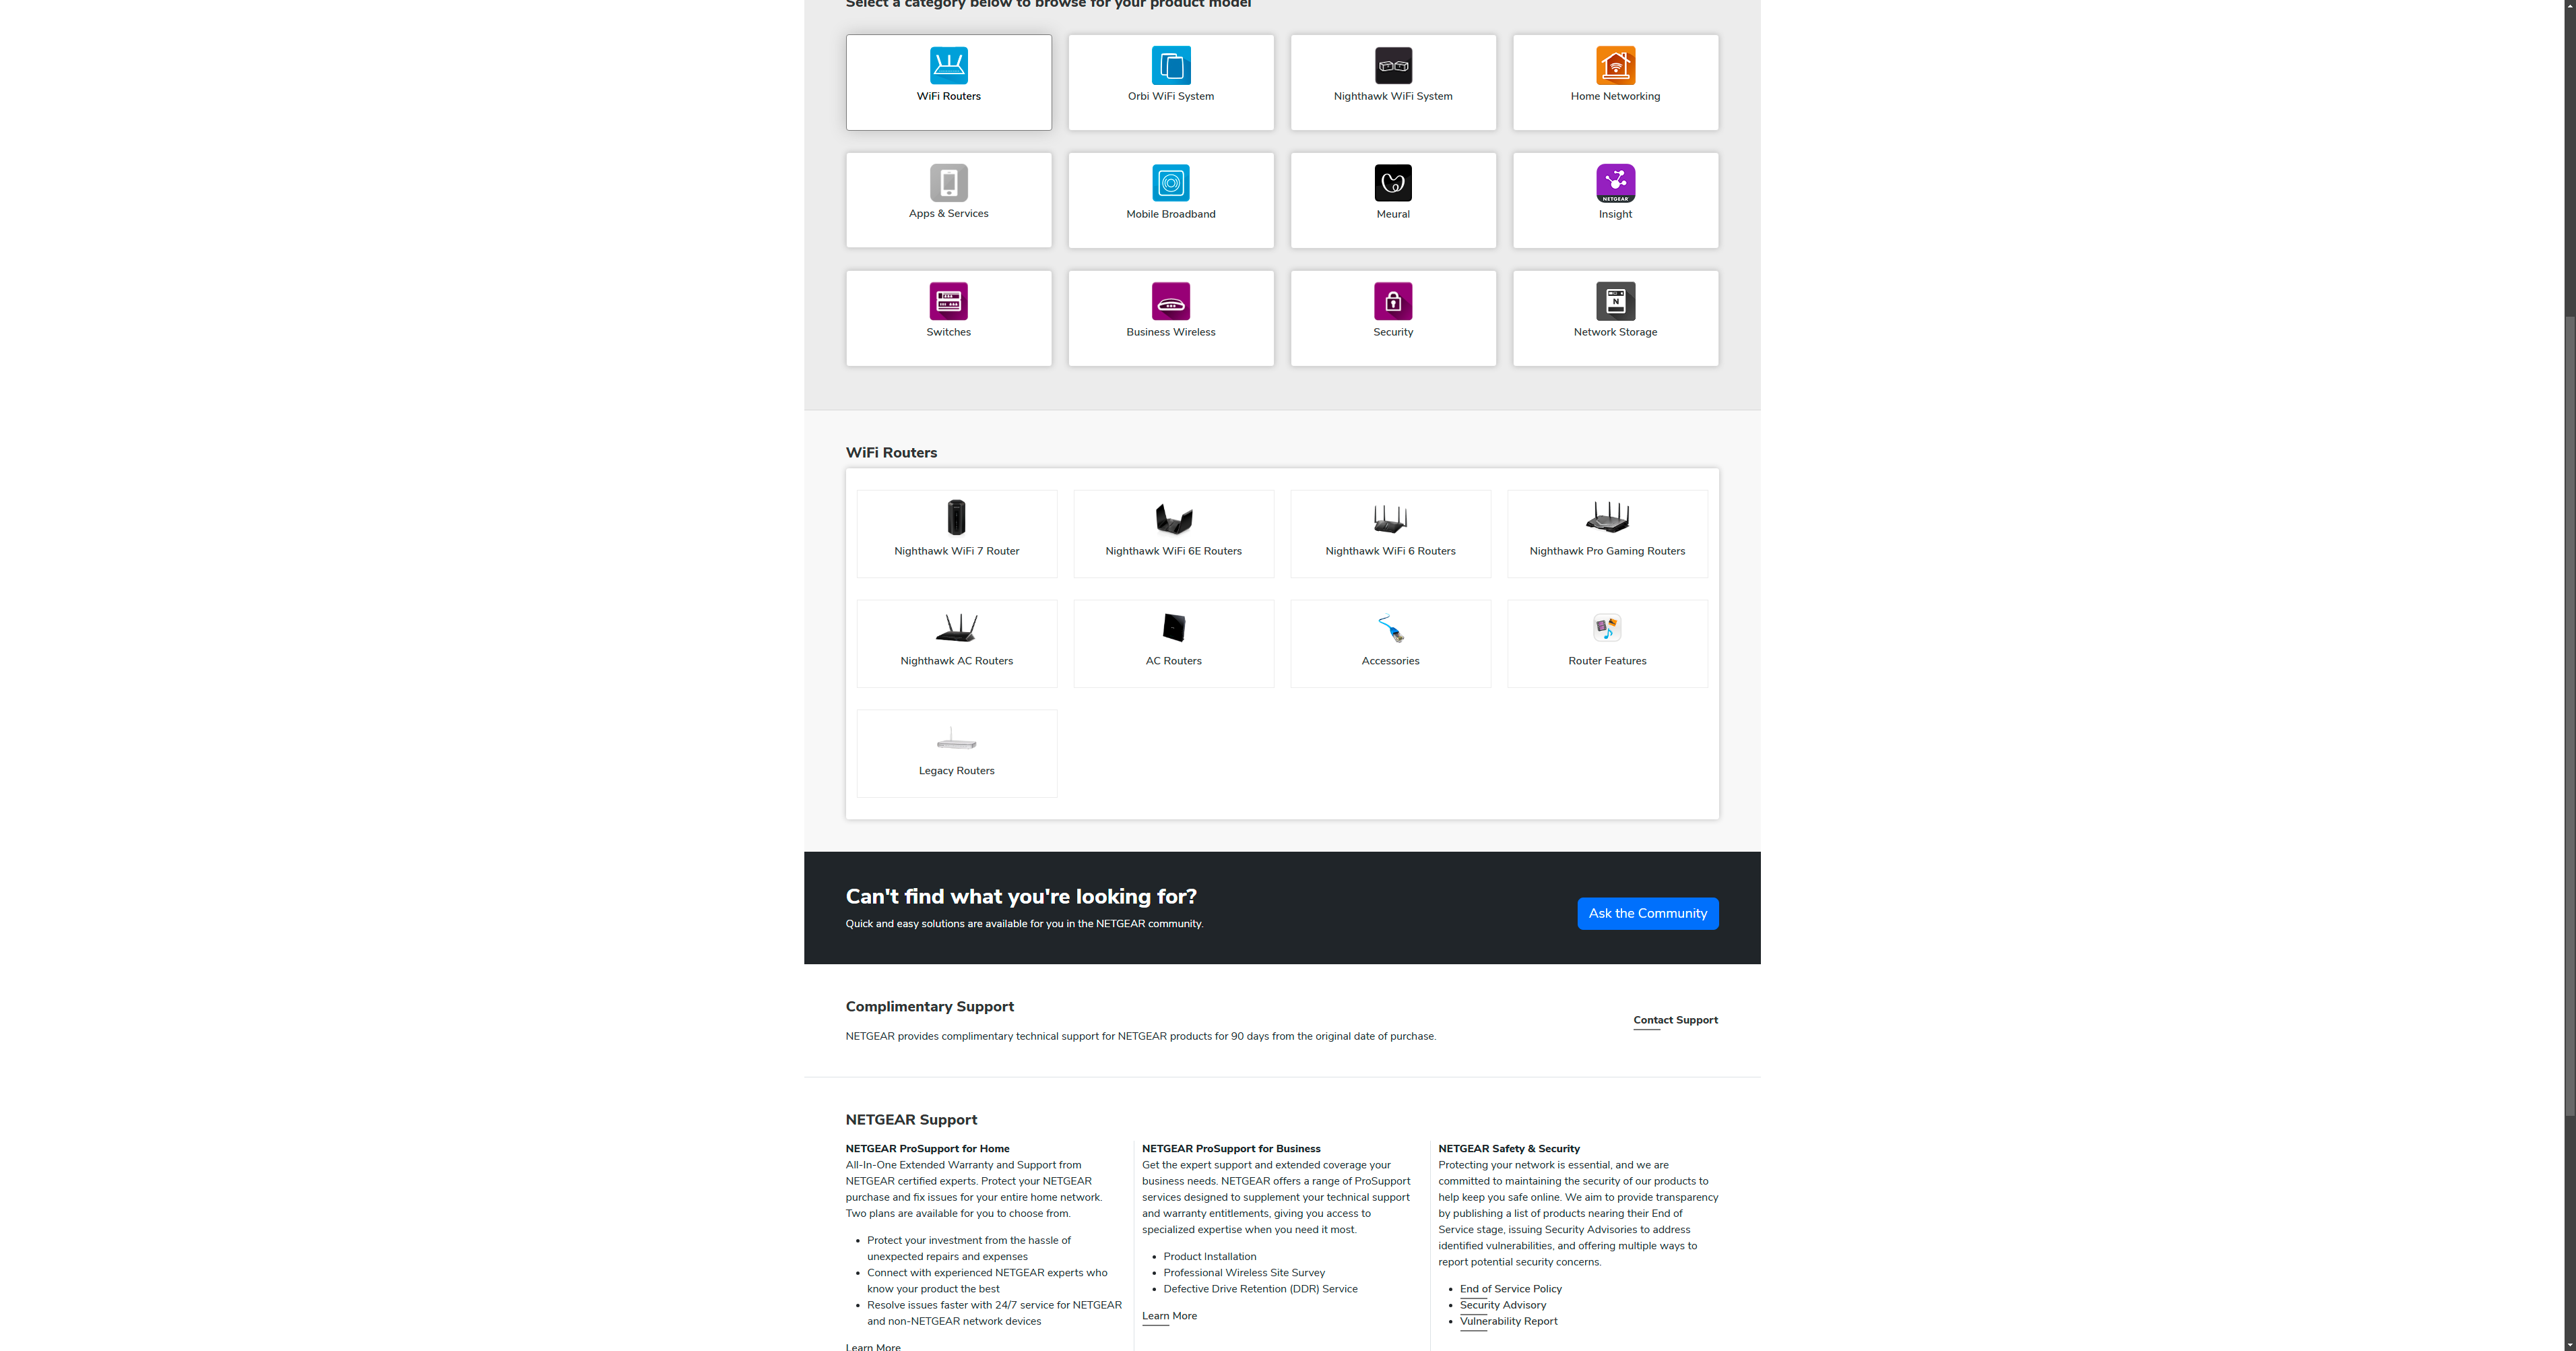 Select a category below to browse for your product model
WiFi Routers
Orbi WiFi System
Nighthawk WiFi System
Home Networking
Apps & Services
Mobile Broadband
Meural
NETGEAR
Insight
Switches
Business Wireless
Security
N
Network Storage
WiFi Routers
Nighthawk WiFi 7 Router
Nighthawk WiFi 6E Routers
Nighthawk WiFi 6 Routers
Nighthawk Pro Gaming Routers
Nighthawk AC Routers
AC Routers
Accessories
Router Features
Legacy Routers
Can't find what you're looking for?
Quick and easy solutions are available for you in the NETGEAR community.
Ask the Community
Complimentary Support
NETGEAR provides complimentary technical support for NETGEAR products for 90 days from the original date of purchase.
Contact Support
NETGEAR Support
NETGEAR ProSupport for Home
All-In-One Extended Warranty and Support from
NETGEAR certified experts. Protect your NETGEAR
purchase and fix issues for your entire home network.
Two plans are available for you to choose from.
• Protect your investment from the hassle of
unexpected repairs and expenses
• Connect with experienced NETGEAR experts who
know your product the best
• Resolve issues faster with 24/7 service for NETGEAR
and non-NETGEAR network devices
Learn More
NETGEAR ProSupport for Business
Get the expert support and extended coverage your
business needs. NETGEAR offers a range of ProSupport
services designed to supplement your technical support
and warranty entitlements, giving you access to
specialized expertise when you need it most.
• Product Installation
• Professional Wireless Site Survey
• Defective Drive Retention (DDR) Service
Learn More
NETGEAR Safety & Security
Protecting your network is essential, and we are
committed to maintaining the security of our products to
help keep you safe online. We aim to provide transparency
by publishing a list of products nearing their End of
Service stage, issuing Security Advisories to address
identified vulnerabilities, and offering multiple ways to
report potential security concerns.
• End of Service Policy
• Security Advisory
• Vulnerability Report